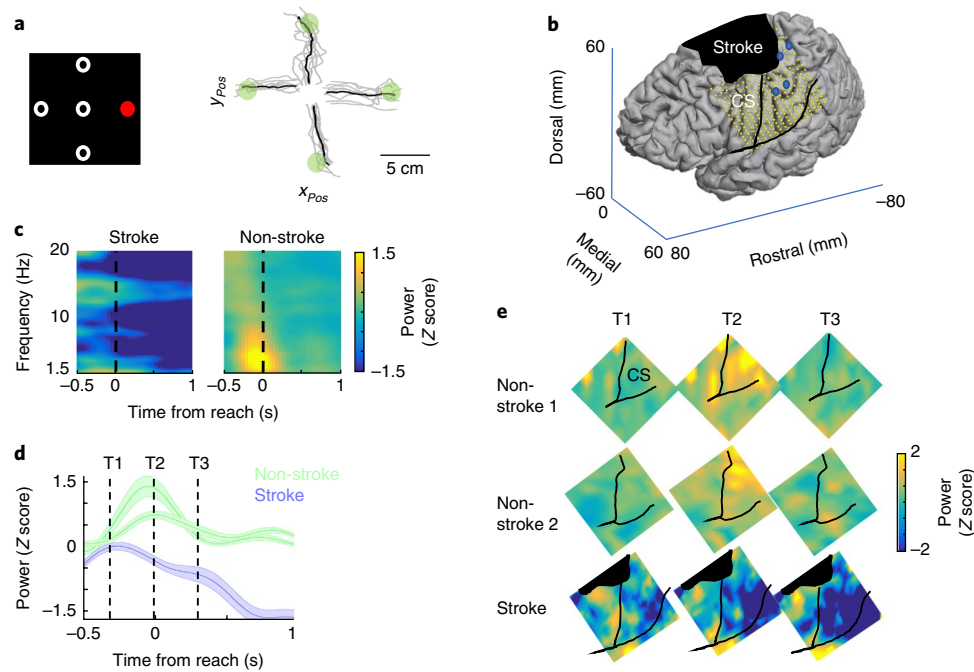 a
y Pos
x Pos
5 cm
b
Dorsal (mm)
60
−60
0
Medial
(mm)
60
80
Rostral (mm)
−80
Stroke
CS
c
Stroke
Non-stroke
Frequency (Hz)
20
10
1.5
−0.5
0
1
−0.5
0
1
Time from reach (s)
1.5
−1.5
Power
(Z score)
d
T1
T2
T3
Non-stroke
Stroke
Power (Z score)
1.5
0
−1.5
−0.5
0
1
Time from reach (s)
e
T1
T2
T3
Non-
stroke 1
CS
Non-
stroke 2
Stroke
2
−2
Power
(Z score)